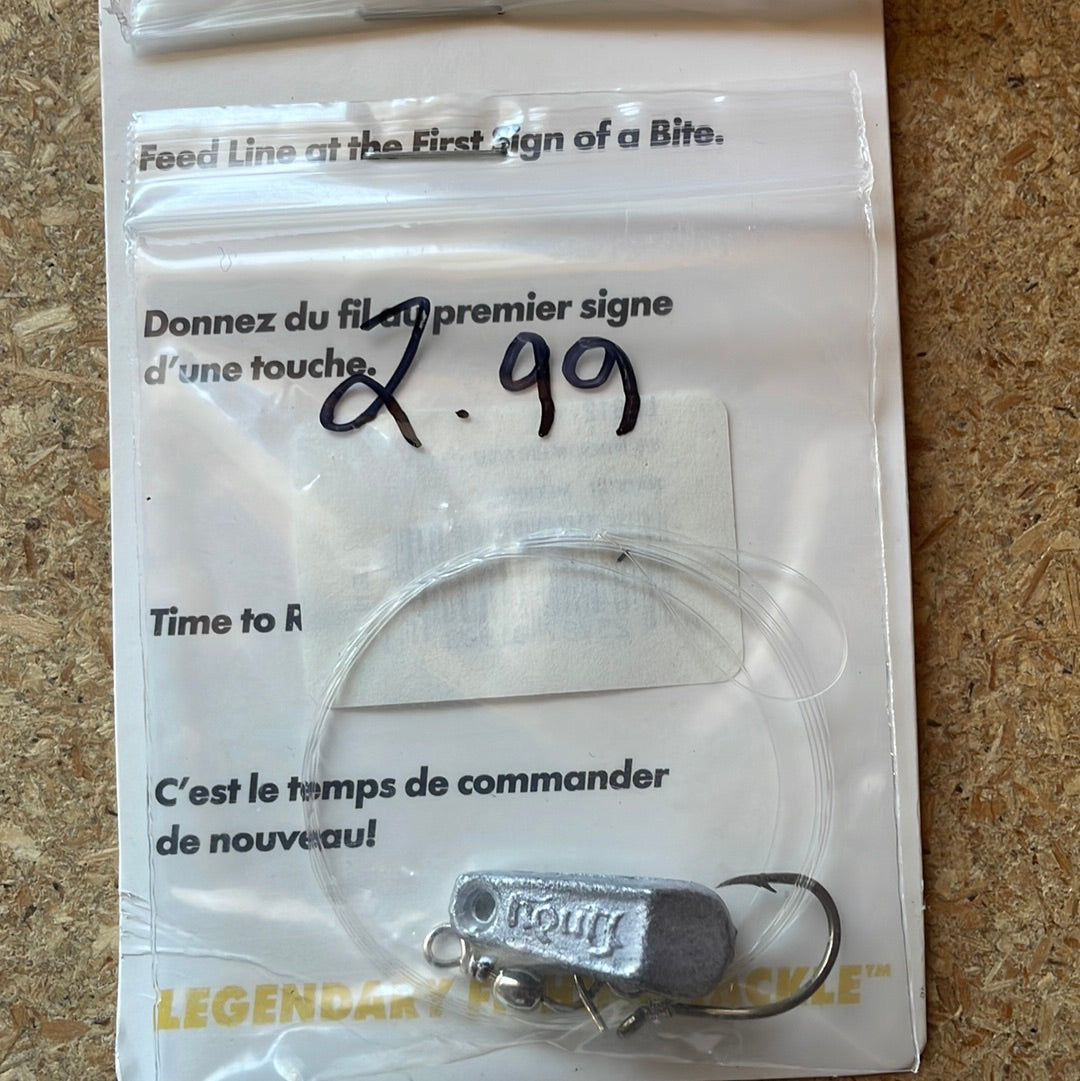 Feed Line at the First Sign of a Bite.
Donnez du fil au premier signe
d'une touche.
2.99
Time to R
C'est le temps de commander
de nouveau!
Lindy
LEGENDARY FISHING TACKLE™